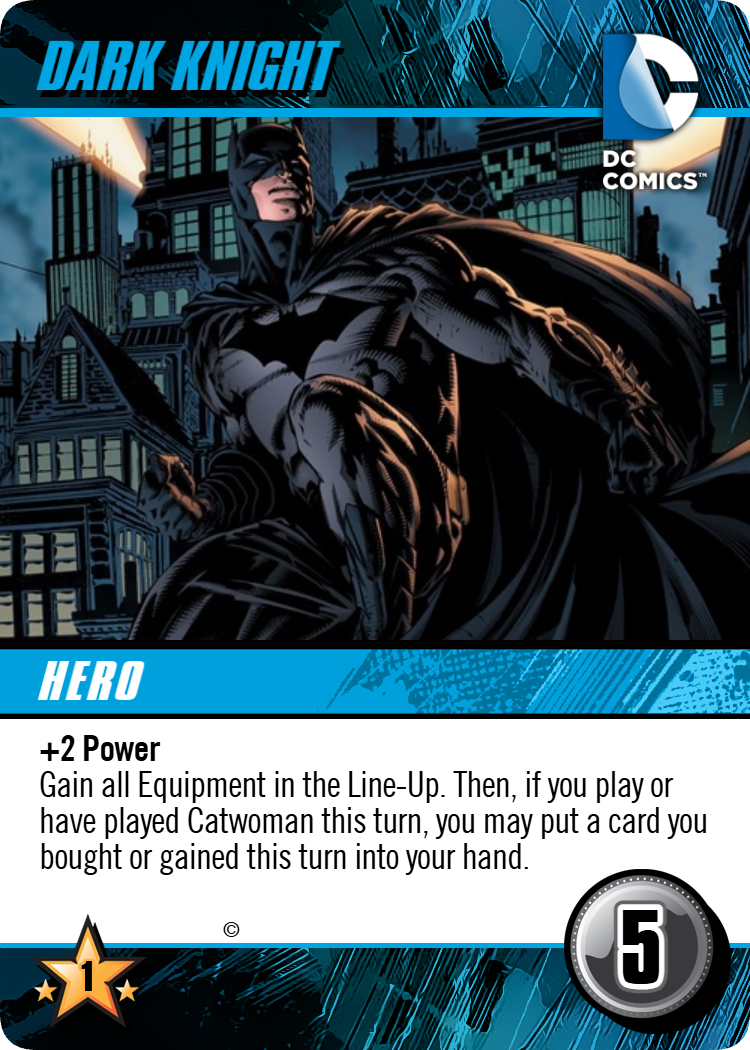 DARK KNIGHT
DC
COMICS™
HERO
+2 Power
Gain all Equipment in the Line-Up. Then, if you play or
have played Catwoman this turn, you may put a card you
bought or gained this turn into your hand.
©
1
5